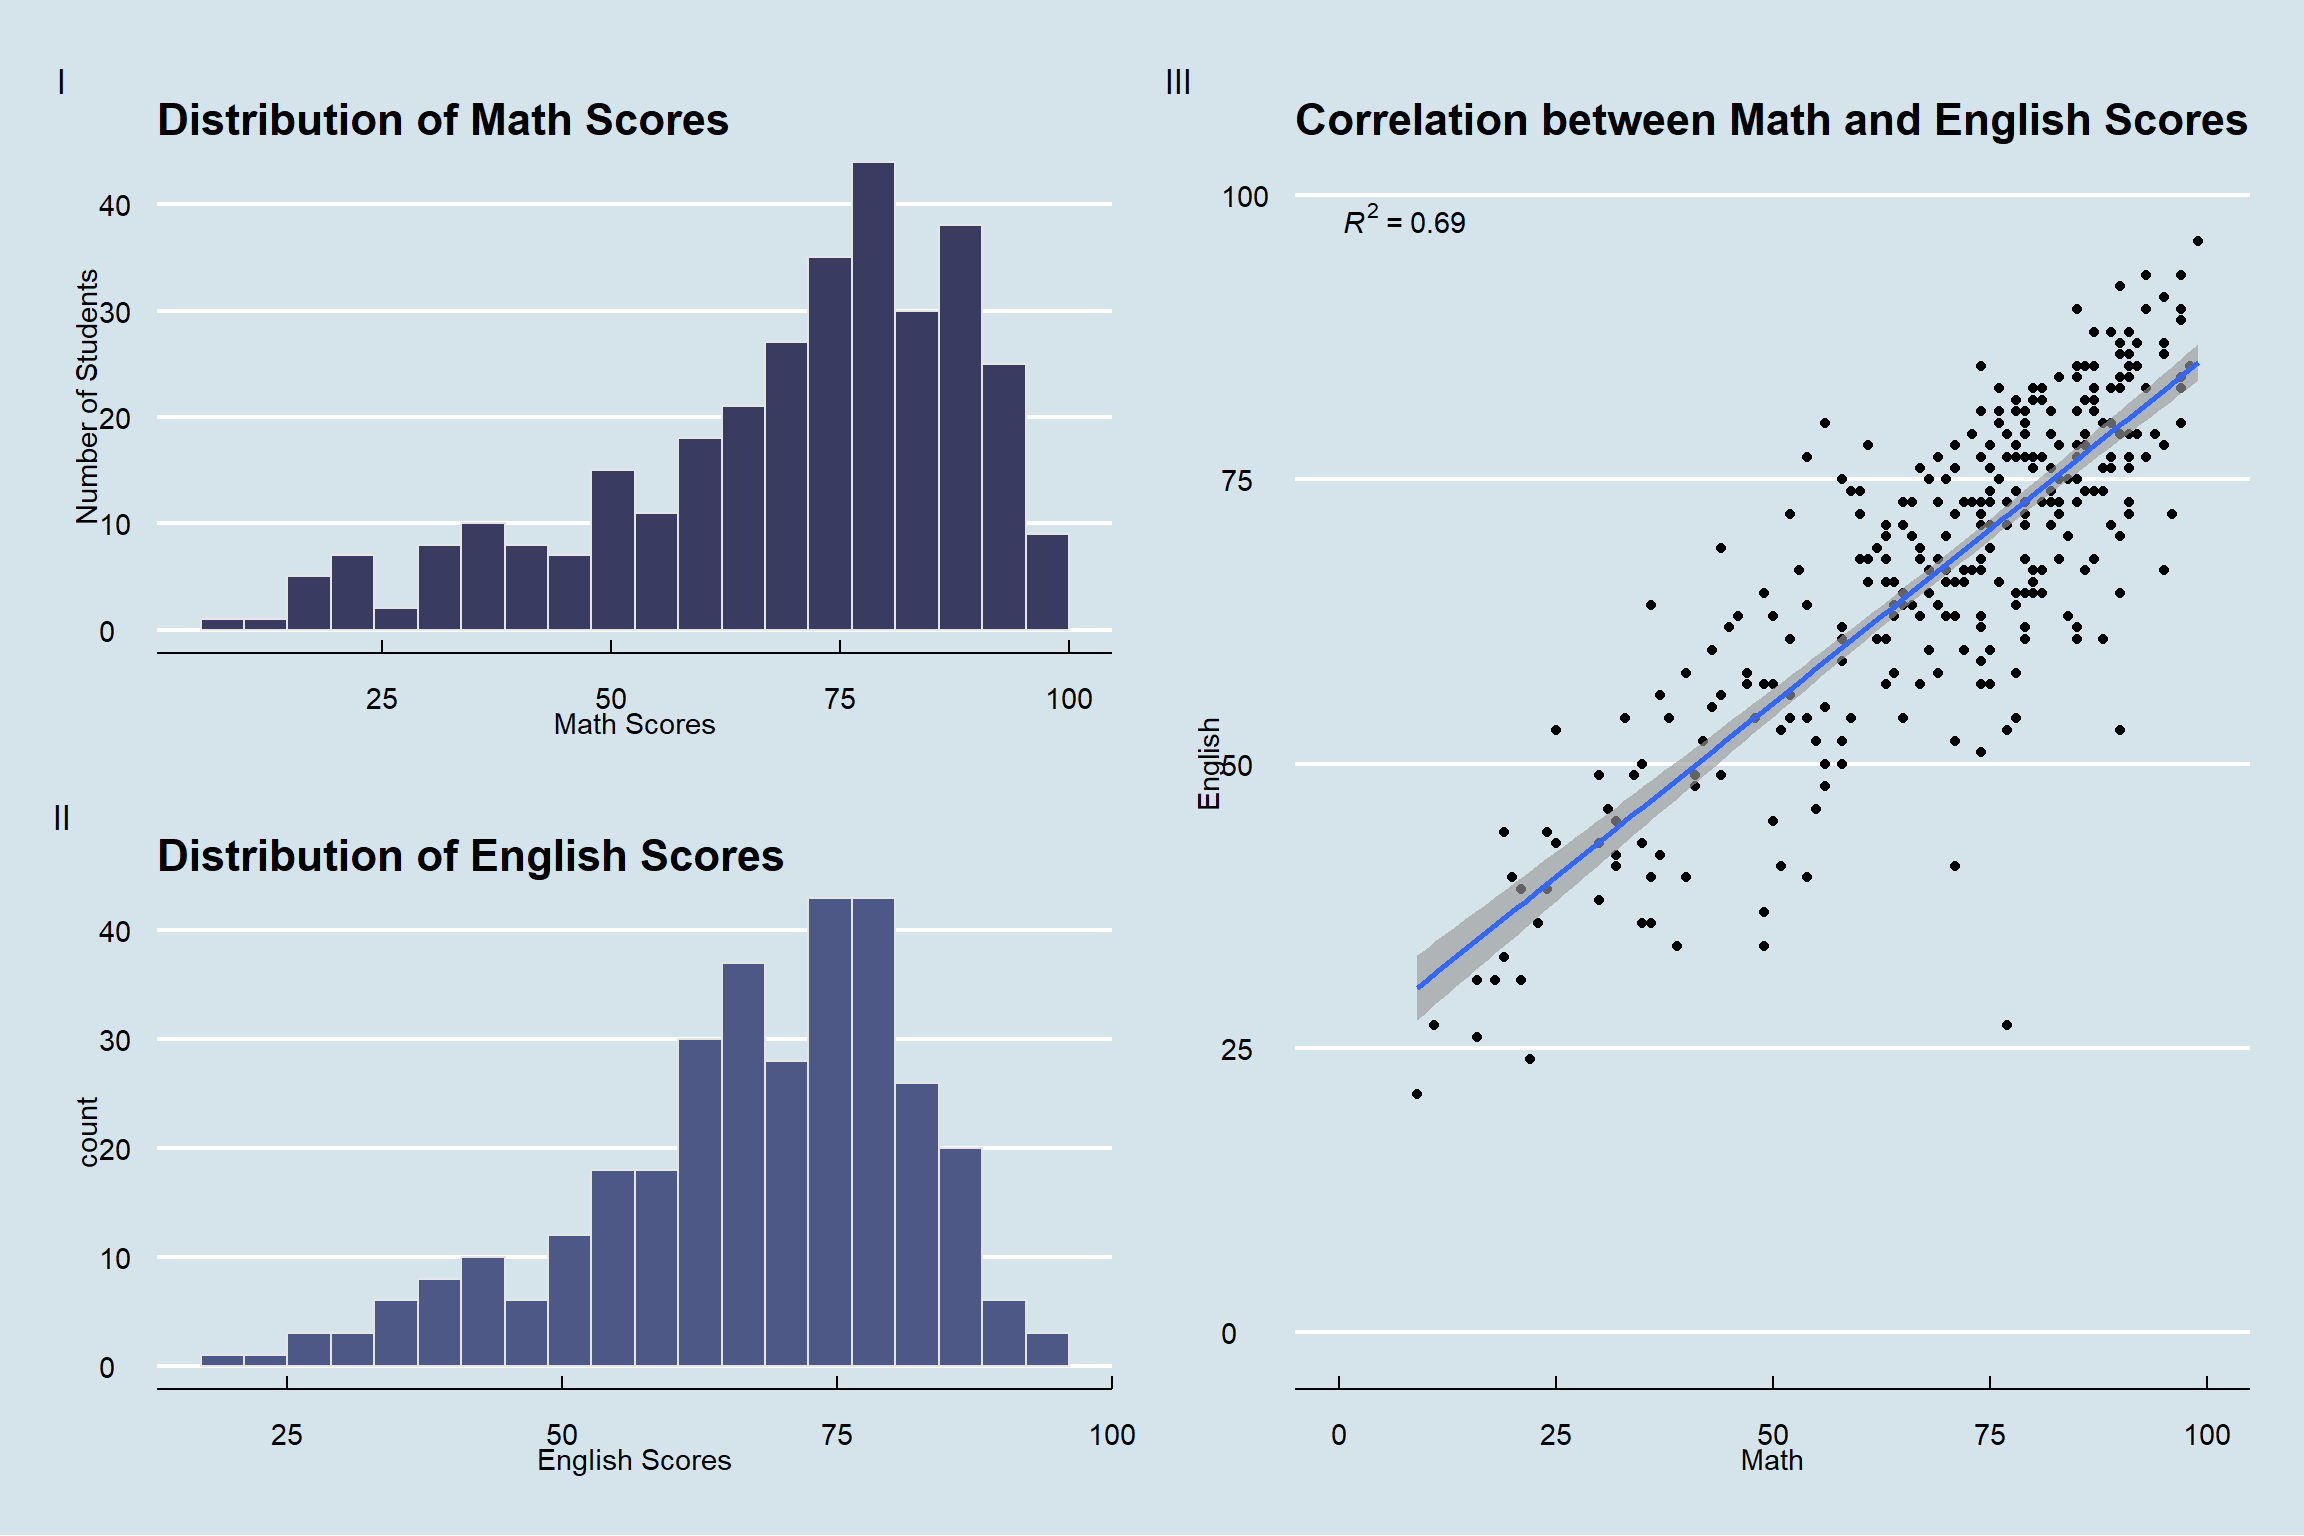 I
Distribution of Math Scores
Number of Students
40
30
20
10
0
25 50 75 100
Math Scores
II
Distribution of English Scores
count
40
30
20
10
0
25 50 75 100
English Scores
III
Correlation between Math and English Scores
R² = 0.69
English
100
75
50
25
0
0 25 50 75 100
Math